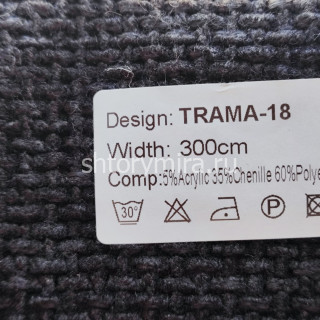 Design: TRAMA-18
Width: 300cm
shtorymira.ru
Comp:5%Acrylic 35%Chenille 60%Polye
30°
P